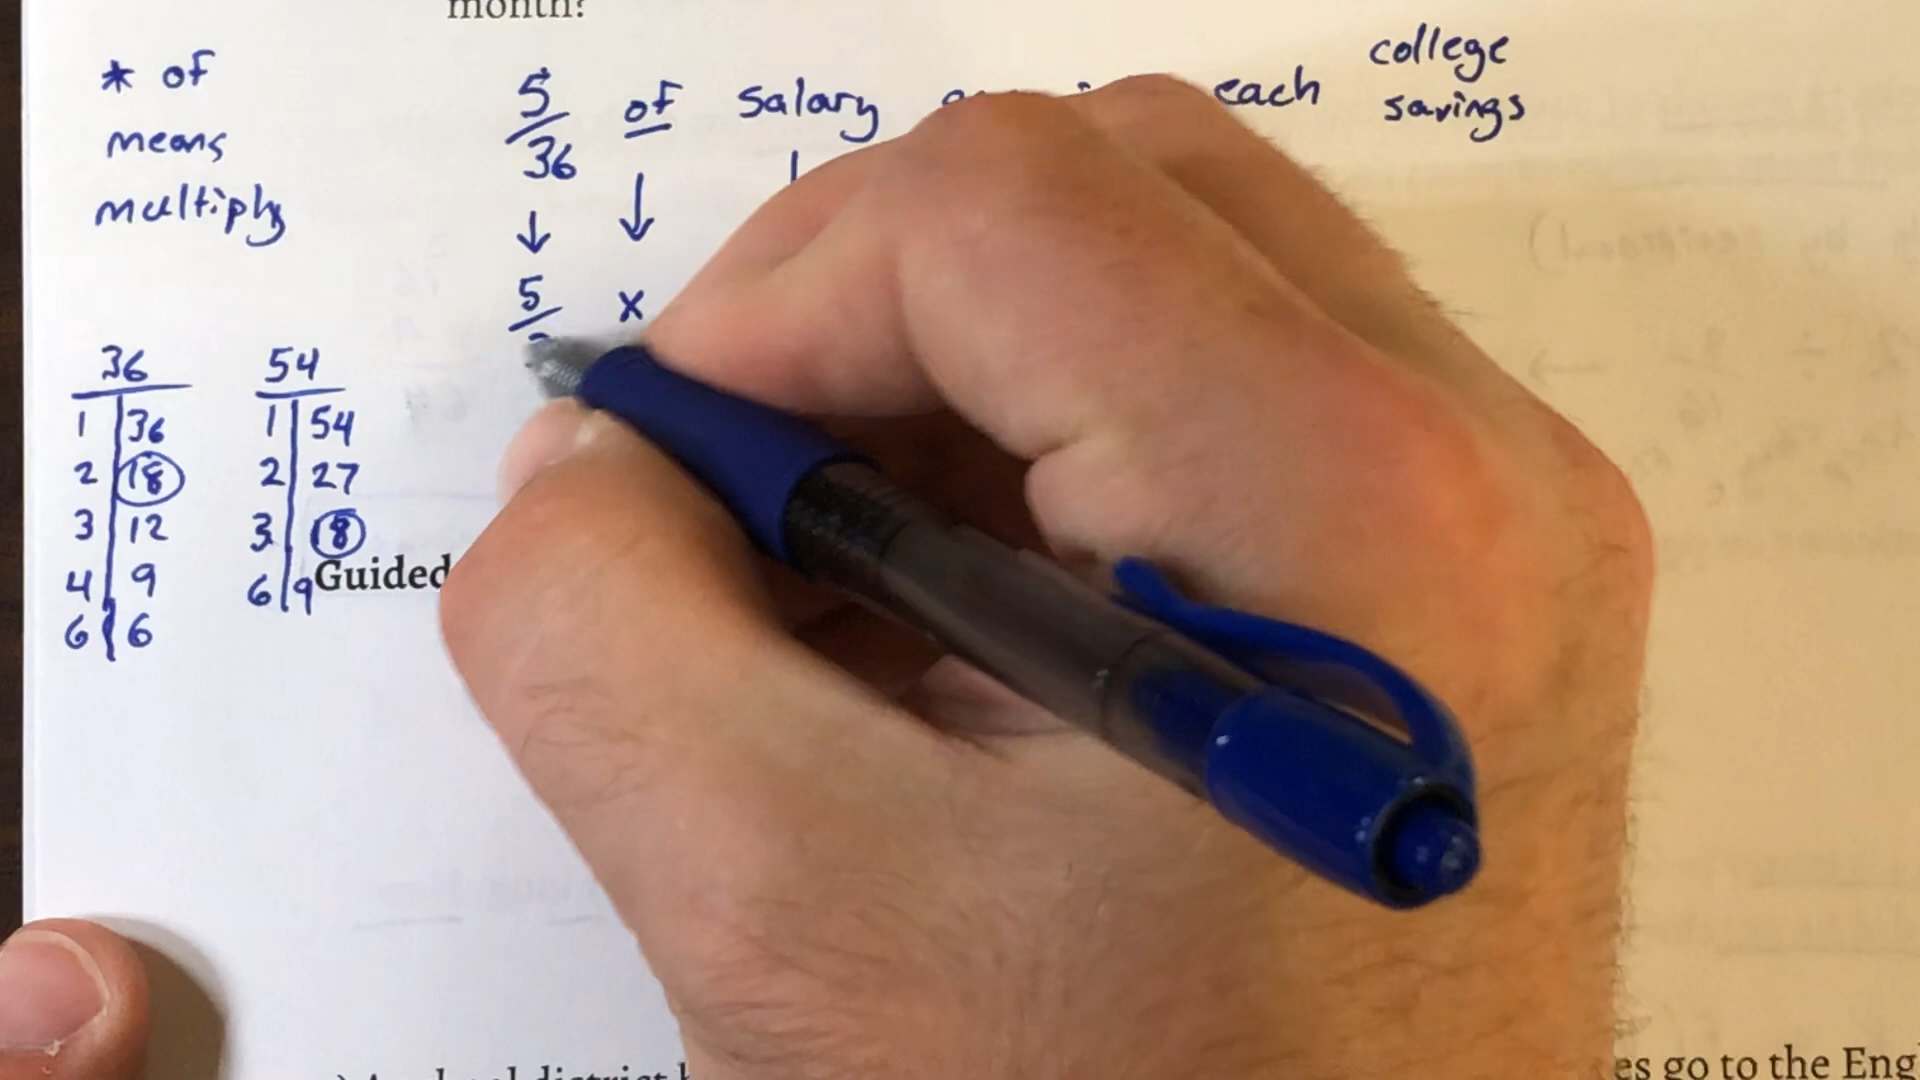 month?
* of
means
multiply
5/36 of salary each college savings
5 x
36
1 36
2 18
3 12
4 9
6 6
54
1 54
2 27
3 18
6 9
Guided
es go to the Eng